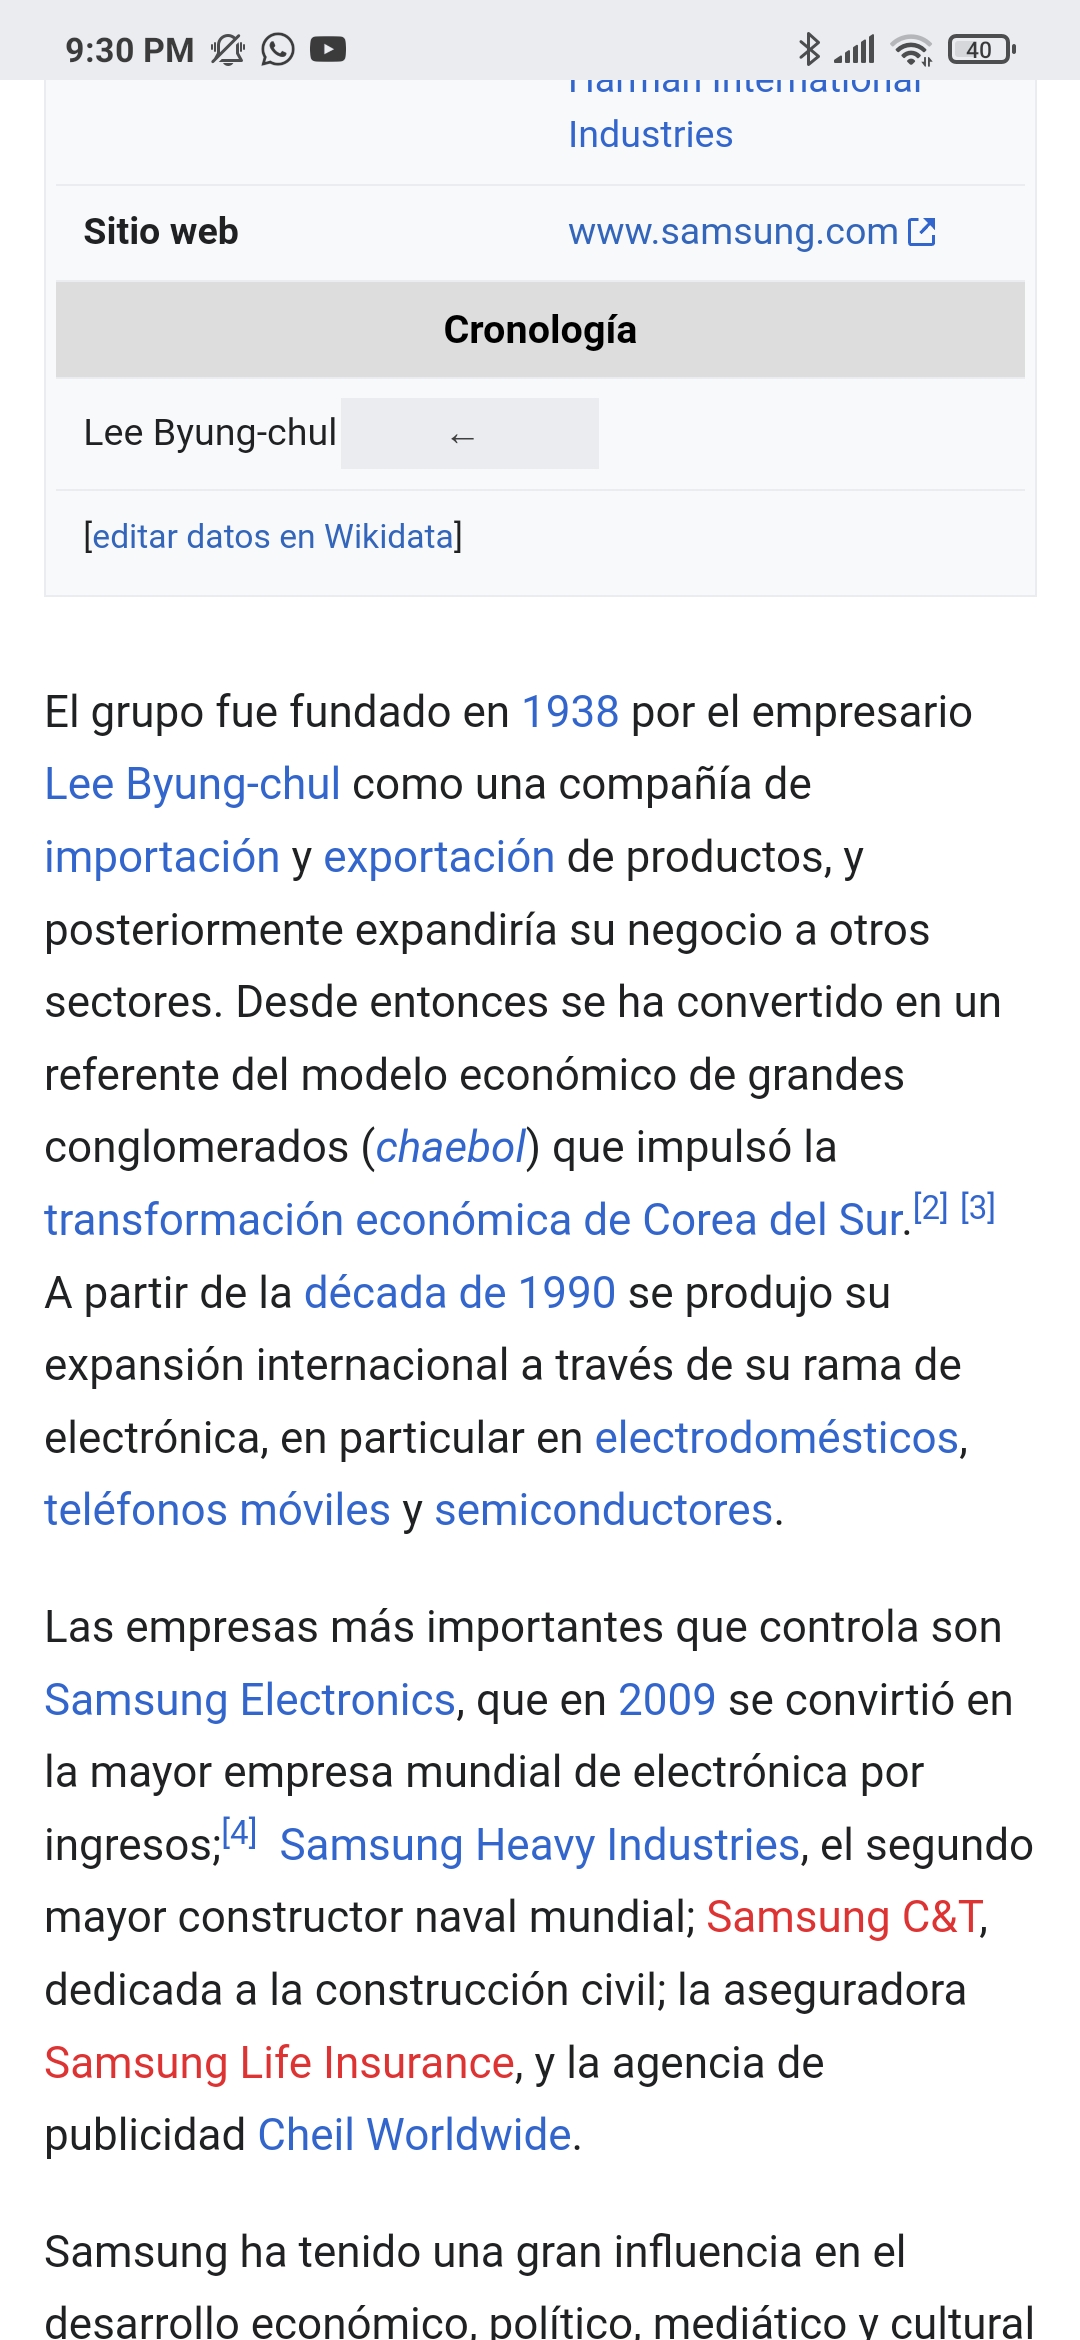 9:30 PM
40
Harman International
Industries
Sitio web www.samsung.com
Cronología
Lee Byung-chul ←
[editar datos en Wikidata]
El grupo fue fundado en 1938 por el empresario
Lee Byung-chul como una compañía de
importación y exportación de productos, y
posteriormente expandiría su negocio a otros
sectores. Desde entonces se ha convertido en un
referente del modelo económico de grandes
conglomerados (chaebol) que impulsó la
transformación económica de Corea del Sur.[2] [3]
A partir de la década de 1990 se produjo su
expansión internacional a través de su rama de
electrónica, en particular en electrodomésticos,
teléfonos móviles y semiconductores.
Las empresas más importantes que controla son
Samsung Electronics, que en 2009 se convirtió en
la mayor empresa mundial de electrónica por
ingresos;[4] Samsung Heavy Industries, el segundo
mayor constructor naval mundial; Samsung C&T,
dedicada a la construcción civil; la aseguradora
Samsung Life Insurance, y la agencia de
publicidad Cheil Worldwide.
Samsung ha tenido una gran influencia en el
desarrollo económico, político, mediático y cultural